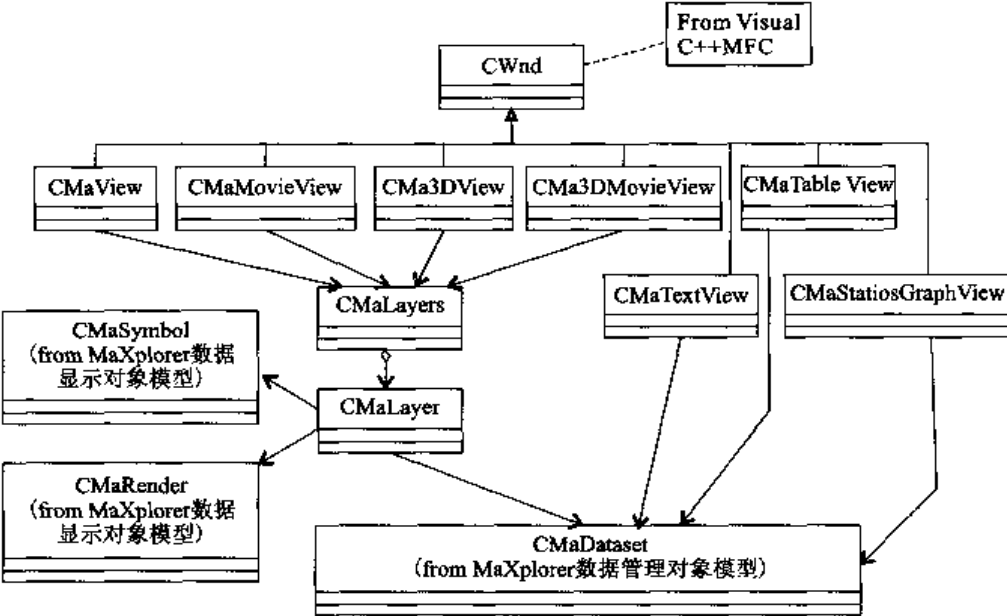 From Visual
C++MFC
CWnd
CMaView
CMaMovieView
CMa3DView
CMa3DMovieView
CMaTable View
CMaLayers
CMaTextView
CMaStatiosGraphView
CMaSymbol
(from MaXplorer数据
显示对象模型)
CMaLayer
CMaRender
(from MaXplorer数据
显示对象模型)
CMaDataset
(from MaXplorer数据管理对象模型)